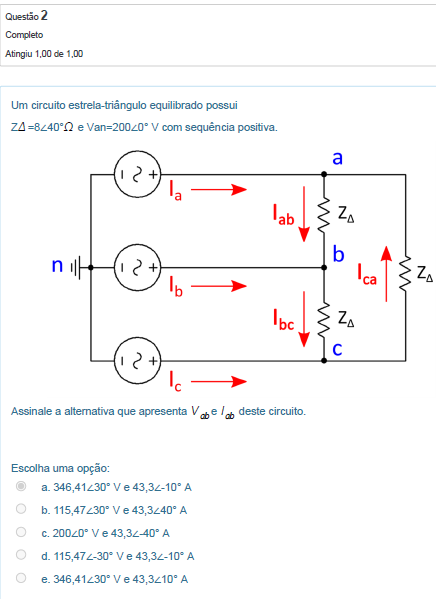 Questão 2
Completo
Atingiu 1,00 de 1,00
Um circuito estrela-triângulo equilibrado possui
ZΔ=8∠40°Ω e Van=200∠0° V com sequência positiva.
a
Ia
Iab
ZΔ
n
b
Ib
Ica
ZΔ
Ibc
ZΔ
c
Ic
Assinale a alternativa que apresenta Vab e Iab deste circuito.
Escolha uma opção:
a. 346,41∠30° V e 43,3∠-10° A
b. 115,47∠30° V e 43,3∠40° A
c. 200∠0° V e 43,3∠-40° A
d. 115,47∠-30° V e 43,3∠-10° A
e. 346,41∠30° V e 43,3∠10° A